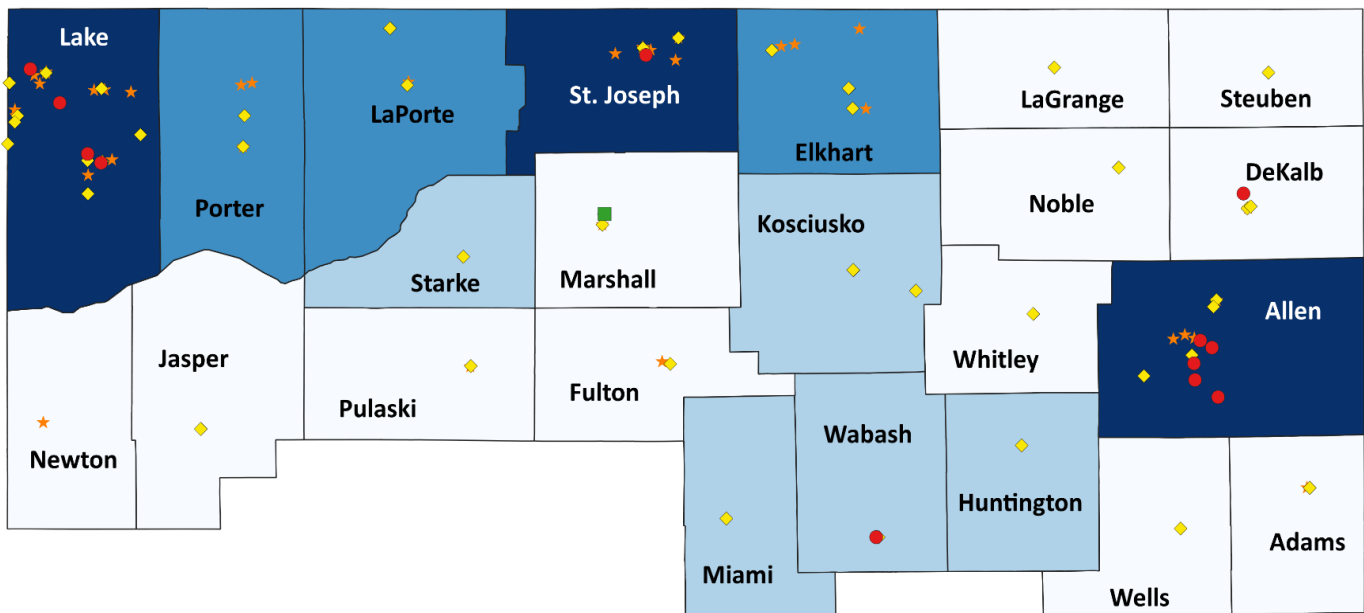 Lake
St. Joseph
LaGrange
Steuben
LaPorte
Elkhart
DeKalb
Porter
Noble
Kosciusko
Starke
Marshall
Allen
Jasper
Whitley
Fulton
Pulaski
Wabash
Newton
Huntington
Adams
Miami
Wells